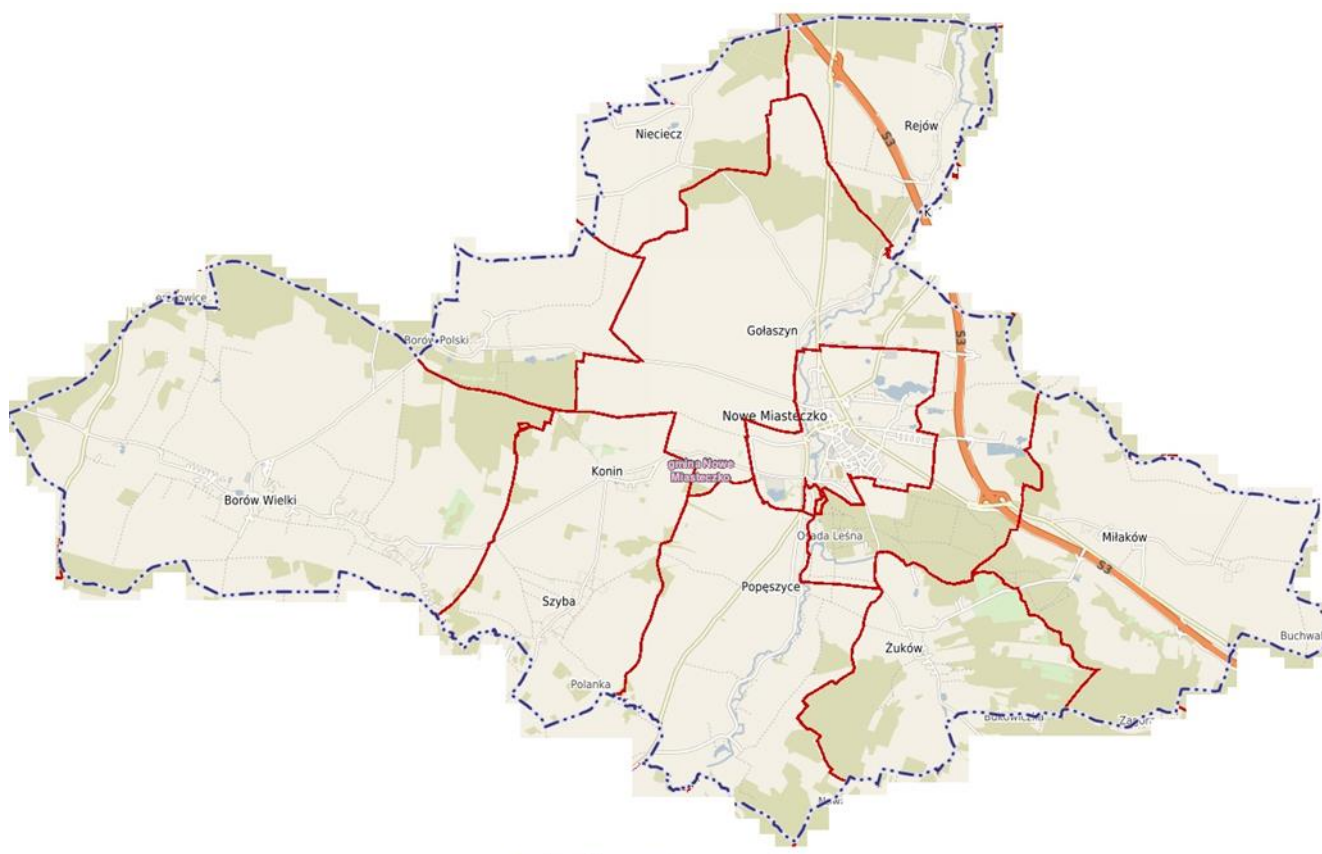 Rejów
Nieciecz
S3
K
Gołaszyn
S3
Borów Polski
Nowe Miasteczko
gmina Nowe
Miasteczko
Konin
Borów Wielki
Osada Leśna
Miłaków
S3
Popęszyce
Szyba
Żuków
Buchwał
Polanka